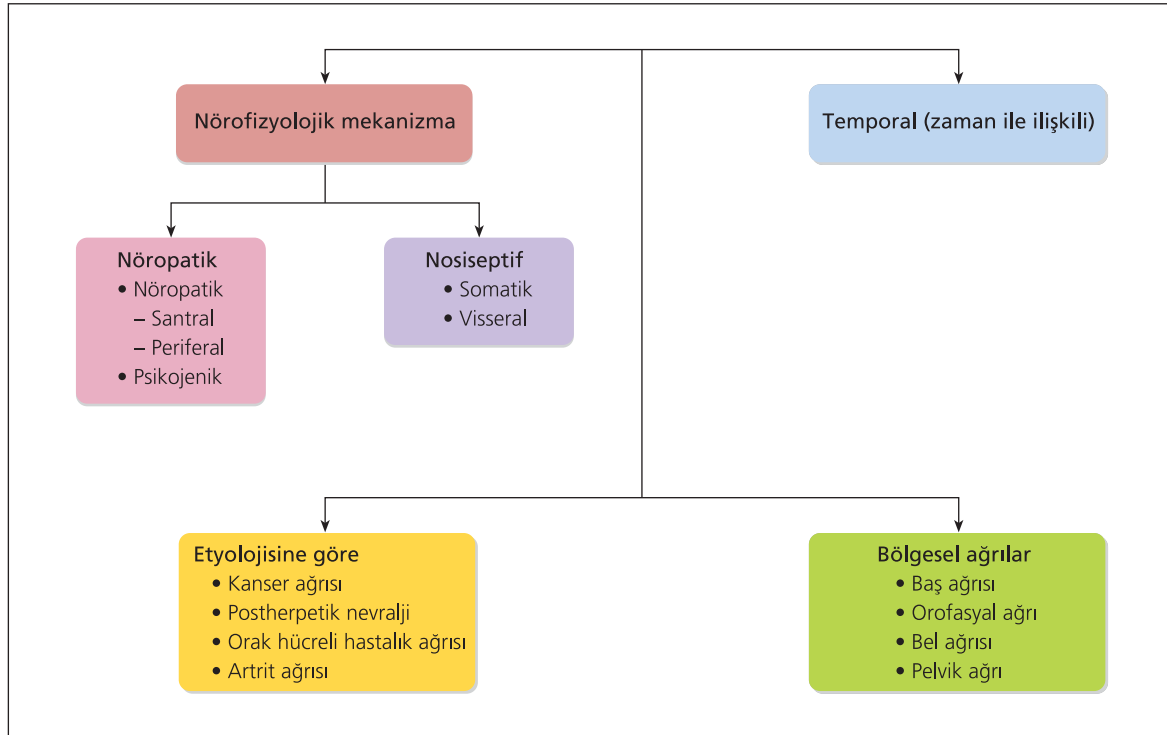 Nörofizyolojik mekanizma
Temporal (zaman ile ilişkili)
Nöropatik
• Nöropatik
– Santral
– Periferal
• Psikojenik
Nosiseptif
• Somatik
• Visseral
Etyolojisine göre
• Kanser ağrısı
• Postherpetik nevralji
• Orak hücreli hastalık ağrısı
• Artrit ağrısı
Bölgesel ağrılar
• Baş ağrısı
• Orofasyal ağrı
• Bel ağrısı
• Pelvik ağrı